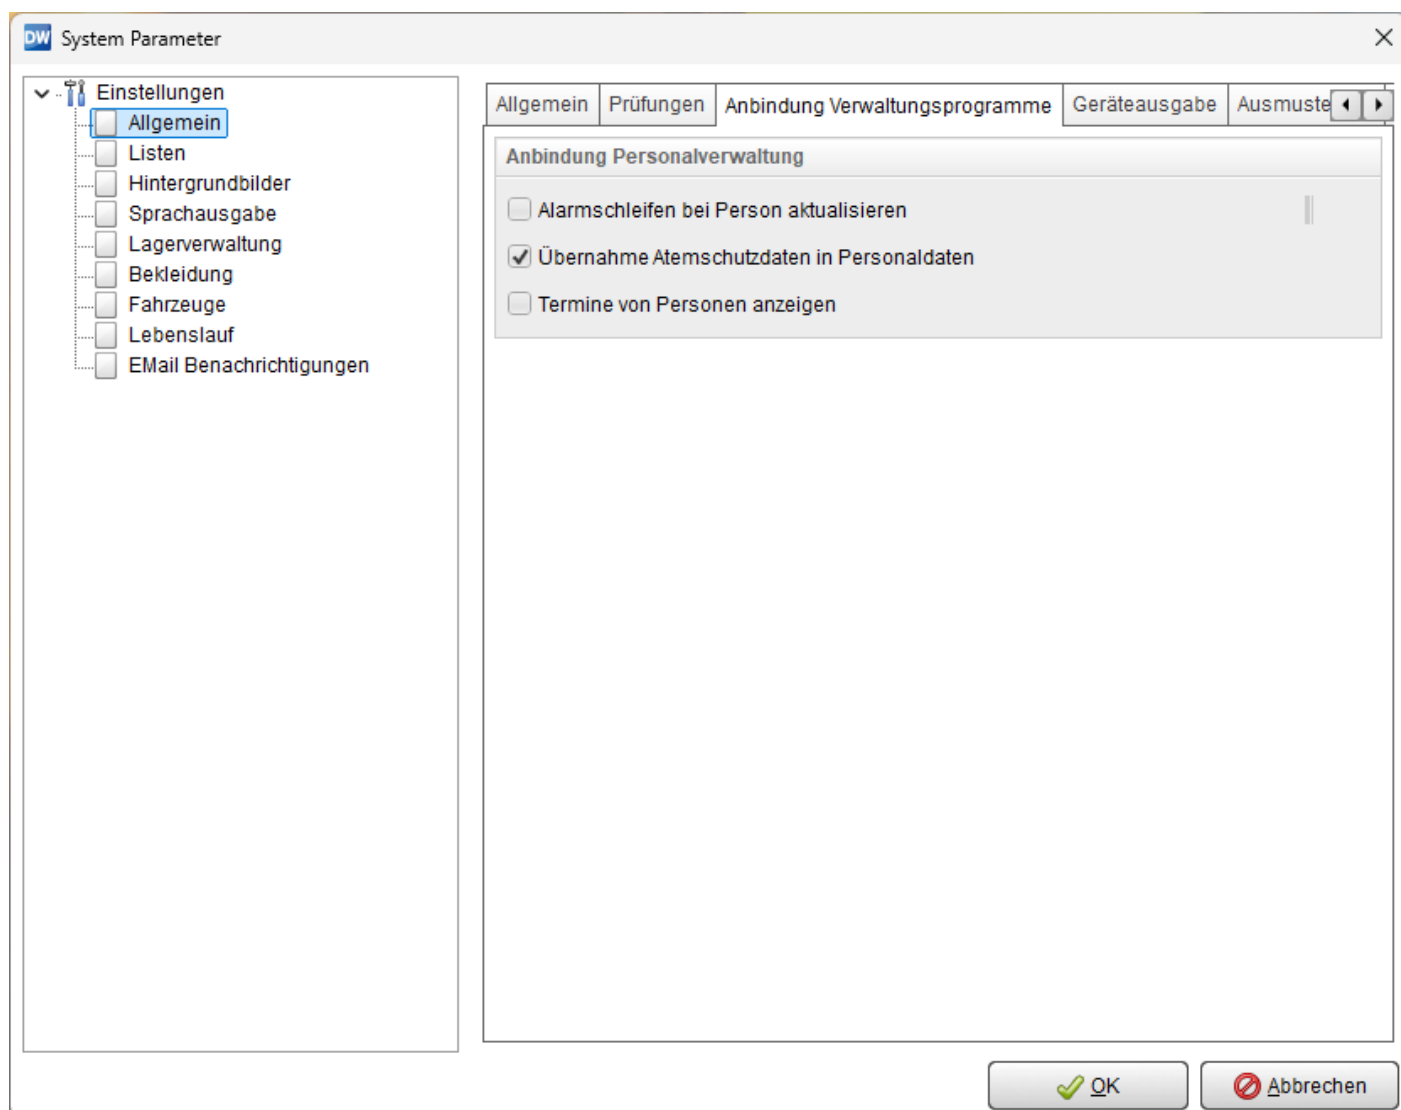 DW System Parameter
Einstellungen
Allgemein
Listen
Hintergrundbilder
Sprachausgabe
Lagerverwaltung
Bekleidung
Fahrzeuge
Lebenslauf
EMail Benachrichtigungen
Allgemein Prüfungen Anbindung Verwaltungsprogramme Geräteausgabe Ausmuste
Anbindung Personalverwaltung
Alarmschleifen bei Person aktualisieren
Übernahme Atemschutzdaten in Personaldaten
Termine von Personen anzeigen
OK Abbrechen